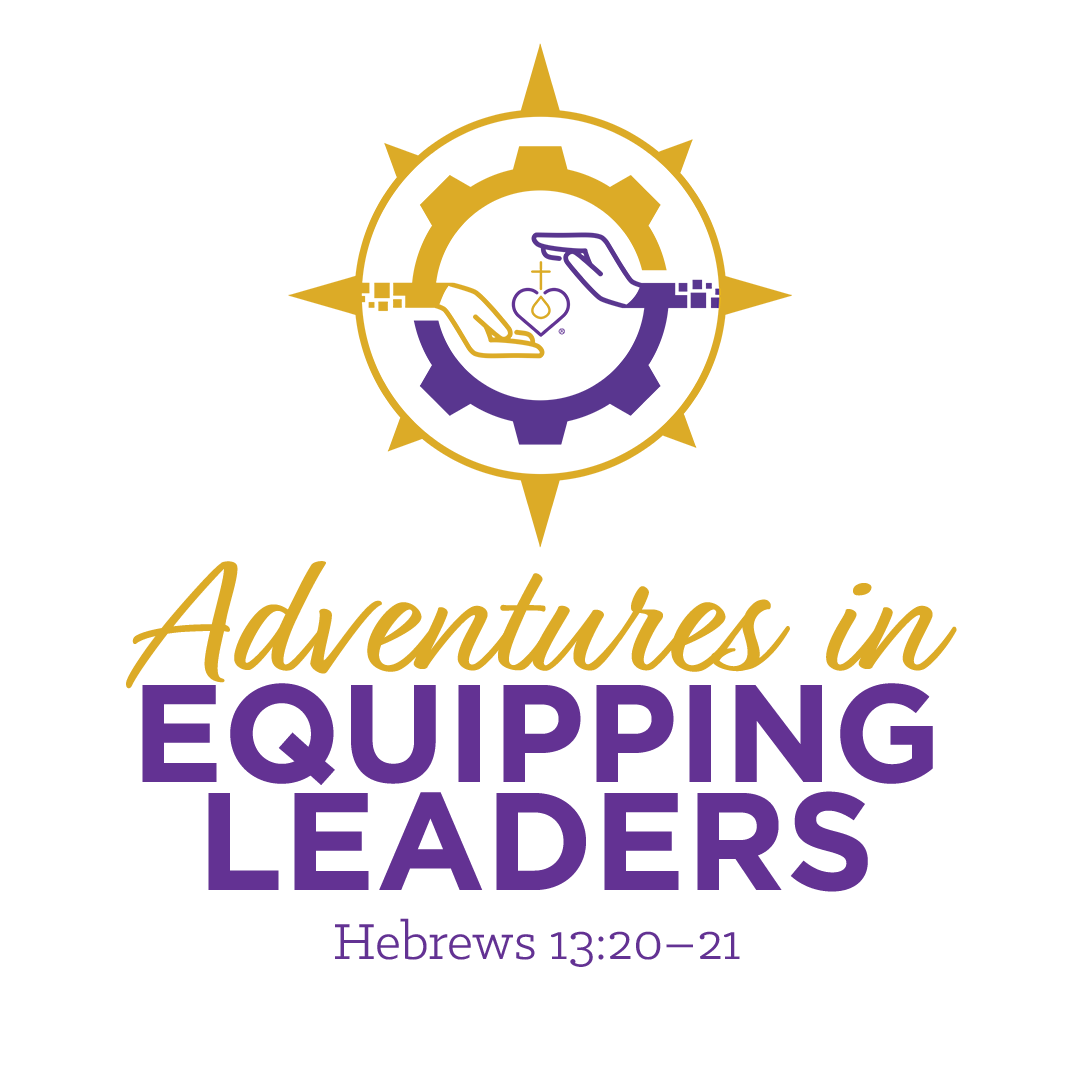 ®
Adventures in
EQUIPPING
LEADERS
Hebrews 13:20–21